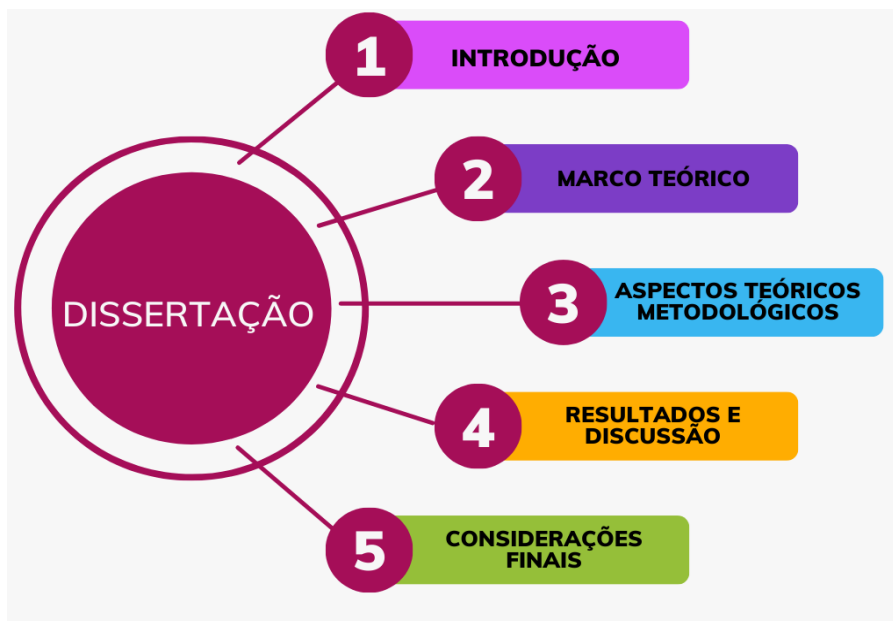 1
INTRODUÇÃO
2
MARCO TEÓRICO
DISSERTAÇÃO
3
ASPECTOS TEÓRICOS
METODOLÓGICOS
4
RESULTADOS E
DISCUSSÃO
5
CONSIDERAÇÕES
FINAIS